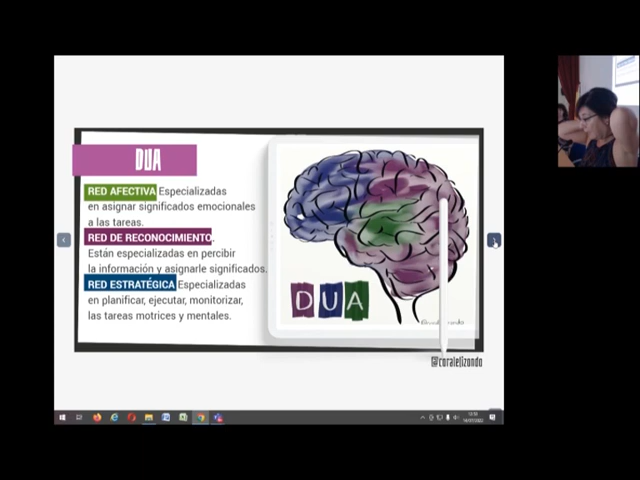 DUA
RED AFECTIVA Especializadas
en asignar significados emocionales
a las tareas.
RED DE RECONOCIMIENTO.
Están especializadas en percibir
la información y asignarle significados.
RED ESTRATÉGICA Especializadas
en planificar, ejecutar, monitorizar,
las tareas motrices y mentales.
DUA
@coralelizondo